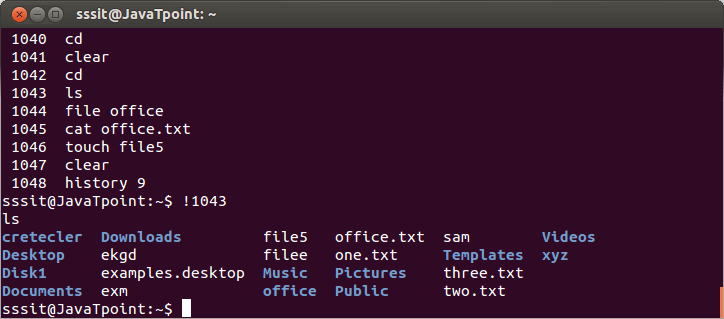 sssit@JavaTpoint: ~
1040  cd
1041  clear
1042  cd
1043  ls
1044  file office
1045  cat office.txt
1046  touch file5
1047  clear
1048  history 9
sssit@JavaTpoint:~$ !1043
ls
cretecler  Downloads         file5   office.txt  sam        Videos
Desktop    ekgd              filee   one.txt     Templates  xyz
Disk1      examples.desktop  Music   Pictures    three.txt
Documents  exm               office  Public      two.txt
sssit@JavaTpoint:~$